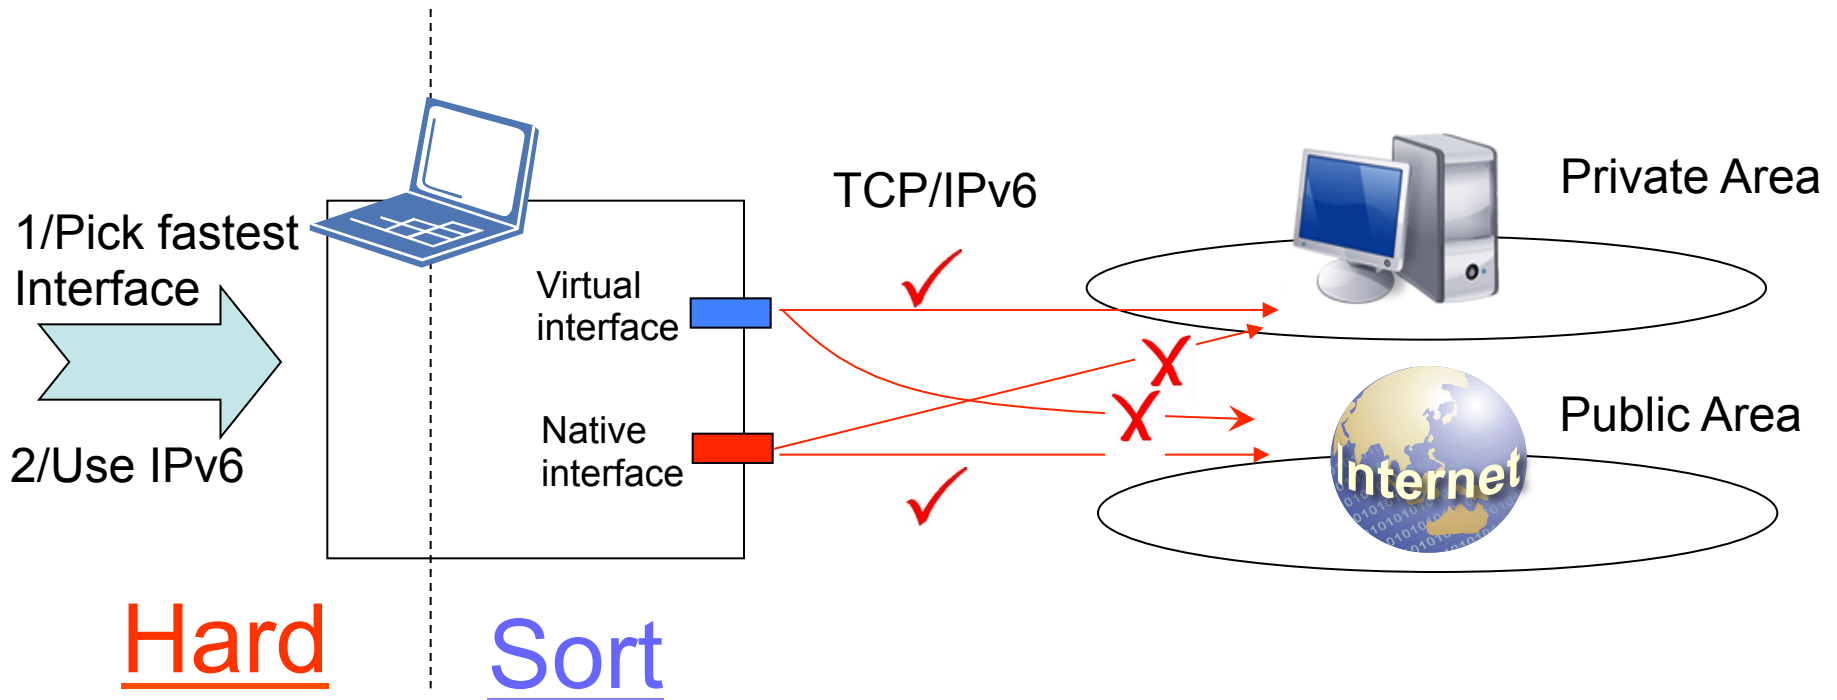 1/Pick fastest
Interface
2/Use IPv6
Hard
Sort
Virtual
interface
Native
interface
TCP/IPv6
Private Area
Public Area
Internet